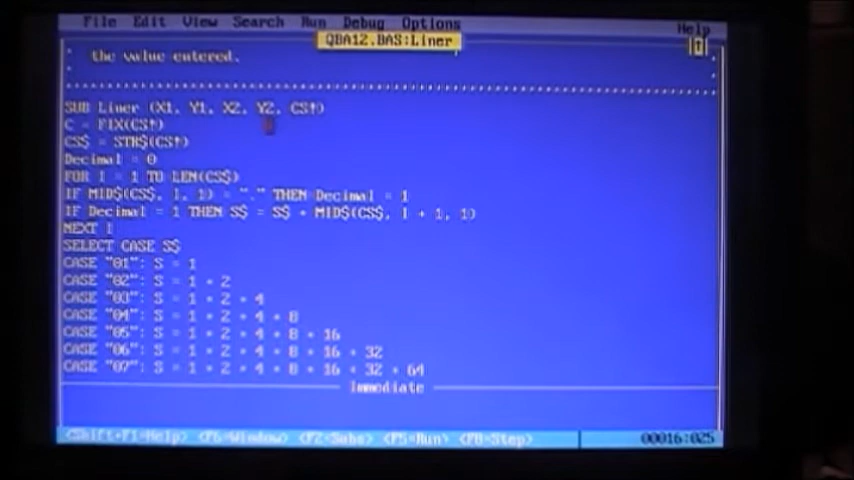 File Edit View Search Run Debug Options Help
QBA12.BAS:Liner
' the value entered.
SUB Liner (X1, Y1, X2, Y2, CS!)
C = FIX(CS!)
CS$ = STR$(CS!)
Decimal = 0
FOR I = 1 TO LEN(CS$)
IF MID$(CS$, I, 1) = "." THEN Decimal = 1
IF Decimal = 1 THEN S$ = S$ + MID$(CS$, I + 1, 1)
NEXT I
SELECT CASE S$
CASE "01": S = 1
CASE "02": S = 1 + 2
CASE "03": S = 1 + 2 + 4
CASE "04": S = 1 + 2 + 4 + 8
CASE "05": S = 1 + 2 + 4 + 8 + 16
CASE "06": S = 1 + 2 + 4 + 8 + 16 + 32
CASE "07": S = 1 + 2 + 4 + 8 + 16 + 32 + 64
Immediate
<Shift+F1=Help> <F6=Window> <F2=Subs> <F5=Run> <F8=Step> 00016:025